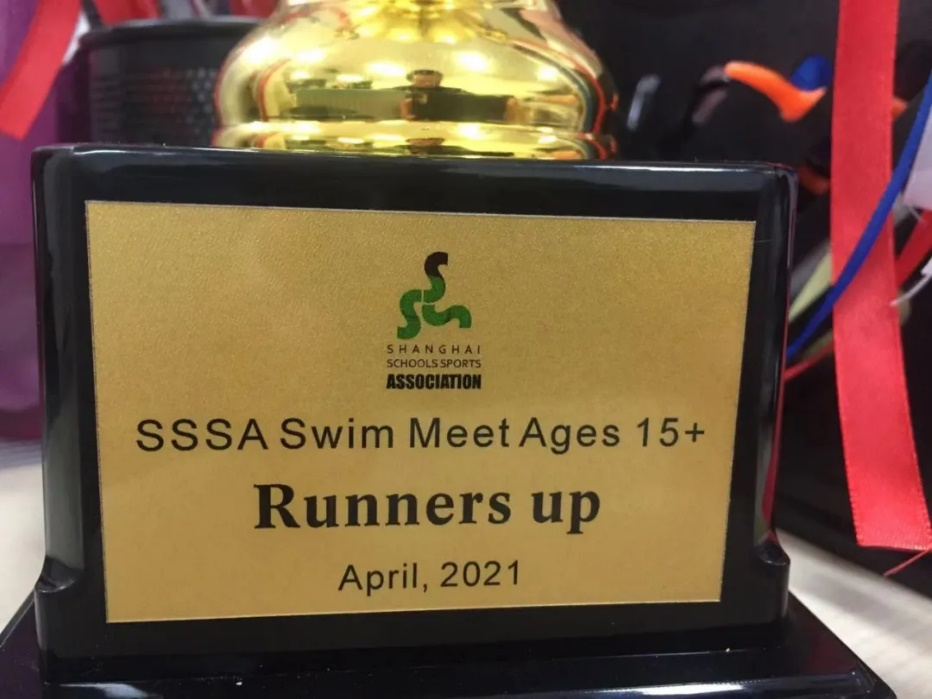 SHANGHAI
SCHOOLS SPORTS
ASSOCIATION
SSSA Swim Meet Ages 15+
Runners up
April, 2021